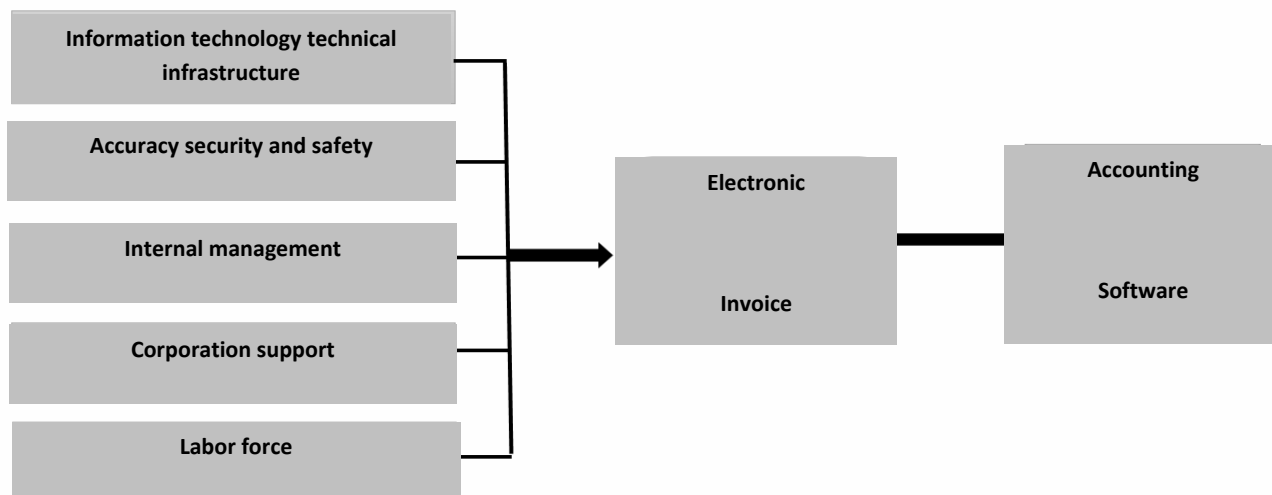 Information technology technical
infrastructure
Accuracy security and safety
Internal management
Corporation support
Labor force
Electronic
Invoice
Accounting
Software